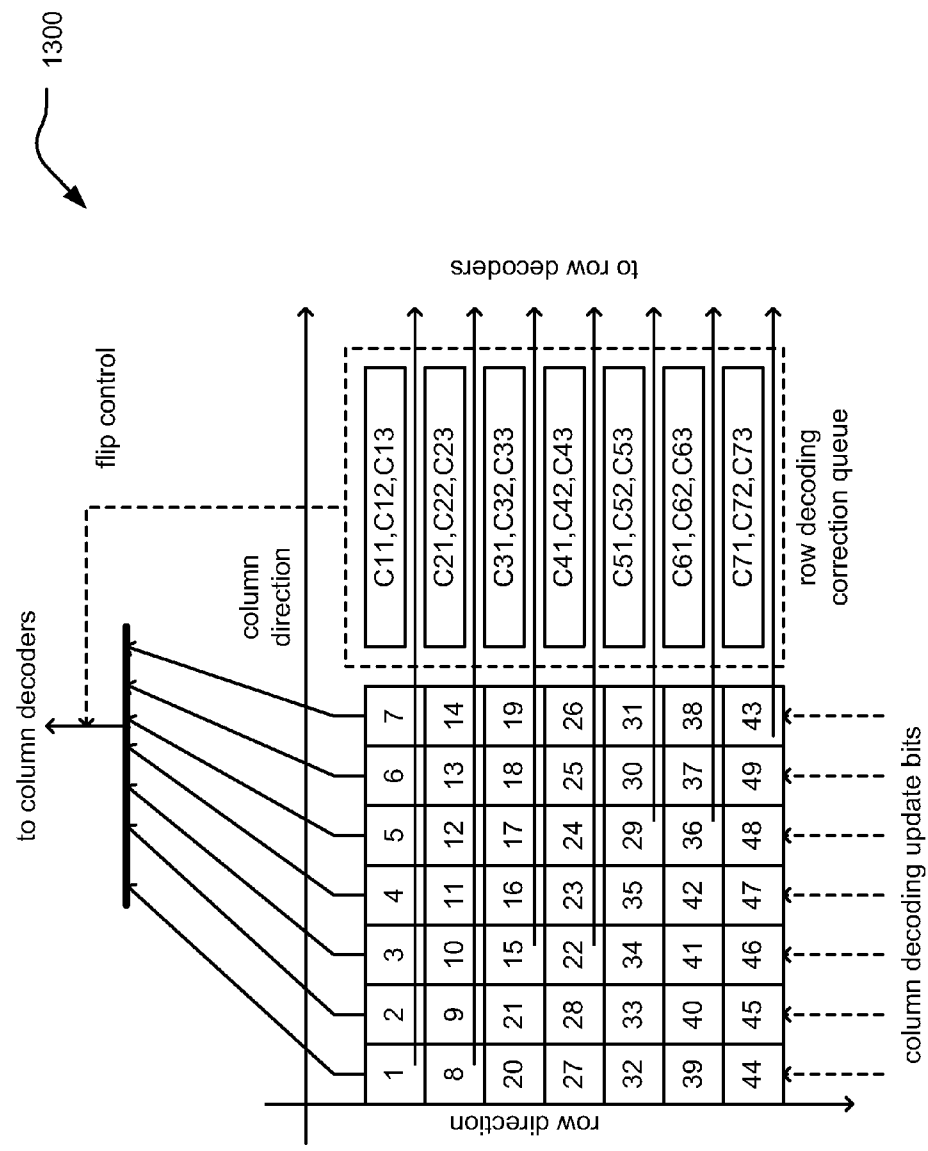 1300
to column decoders
flip control
column
direction
to row decoders
row direction
1 2 3 4 5 6 7
8 9 10 11 12 13 14
20 21 15 16 17 18 19
27 28 22 23 24 25 26
32 33 34 35 29 30 31
39 40 41 42 36 37 38
44 45 46 47 48 49 43
C11,C12,C13
C21,C22,C23
C31,C32,C33
C41,C42,C43
C51,C52,C53
C61,C62,C63
C71,C72,C73
row decoding
correction queue
column decoding update bits